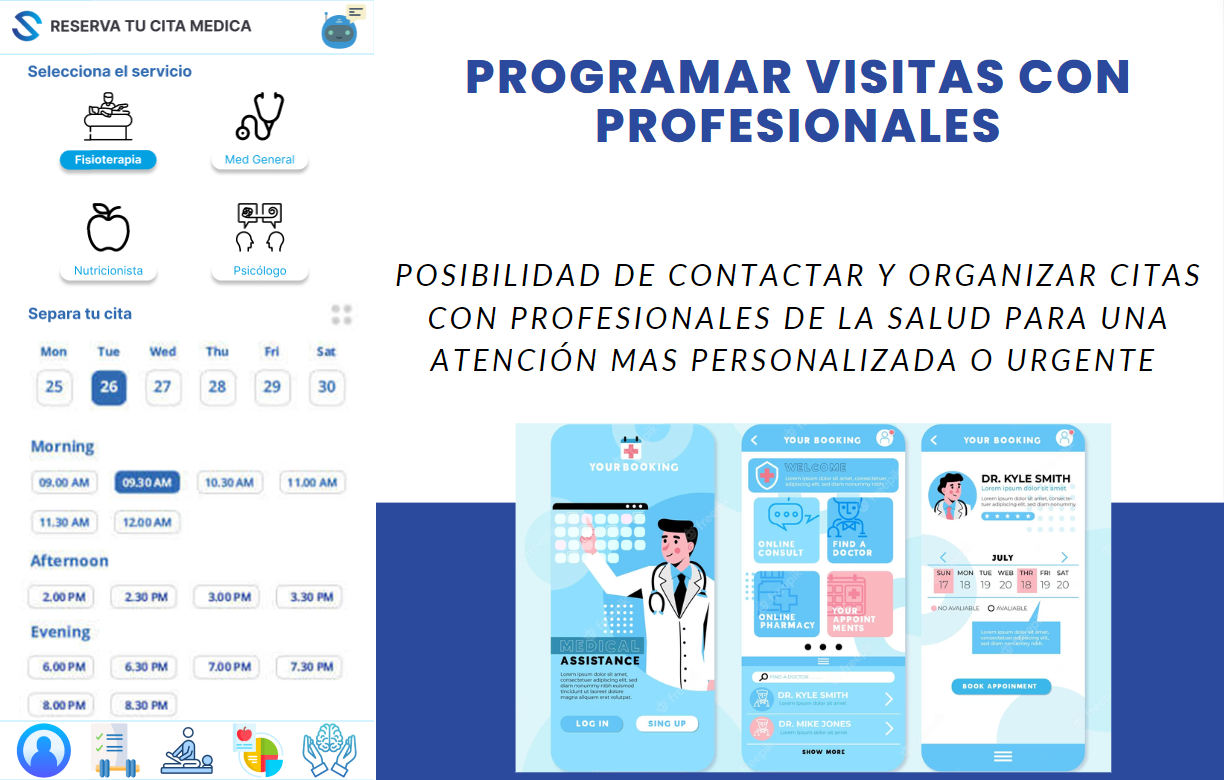 RESERVA TU CITA MEDICA
Selecciona el servicio
Fisioterapia
Med General
Nutricionista
Psicólogo
Separa tu cita
Mon Tue Wed Thu Fri Sat
25 26 27 28 29 30
Morning
09.00 AM 09.30 AM 10.30 AM 11.00 AM
11.30 AM 12.00 AM
Afternoon
2.00 PM 2.30 PM 3.00 PM 3.30 PM
Evening
6.00 PM 6.30 PM 7.00 PM 7.30 PM
8.00 PM 8.30 PM
PROGRAMAR VISITAS CON
PROFESIONALES
POSIBILIDAD DE CONTACTAR Y ORGANIZAR CITAS
CON PROFESIONALES DE LA SALUD PARA UNA
ATENCIÓN MAS PERSONALIZADA O URGENTE
YOUR BOOKING
MEDICAL
ASSISTANCE
Lorem ipsum dolor sit amet,
consectetuer adipiscing elit, sed
diam nonummy nibh euismod
tincidunt ut laoreet dolore
magna aliquam erat volutpat.
LOG IN
SING UP
YOUR BOOKING
WELCOME
Lorem ipsum dolor sit amet, consectetuer
adipiscing elit, sed diam nonummy nibh.
ONLINE
CONSULT
FIND A
DOCTOR
ONLINE
PHARMACY
YOUR
APPOINT
MENTS
FIND A DOCTOR
DR. KYLE SMITH
Lorem ipsum dolor sit amet
DR. MIKE JONES
Lorem ipsum dolor sit amet
SHOW MORE
YOUR BOOKING
DR. KYLE SMITH
Lorem ipsum dolor sit amet
Lorem ipsum dolor sit amet, consectetuer
adipiscing elit, sed diam nonummy
JULY
SUN MON TUE WEB THR FRI SAT
17 18 19 20 18 19 20
NO AVALIABLE AVALIABLE
Lorem ipsum dolor sit
amet, consectetuer
BOOK APPOINMENT